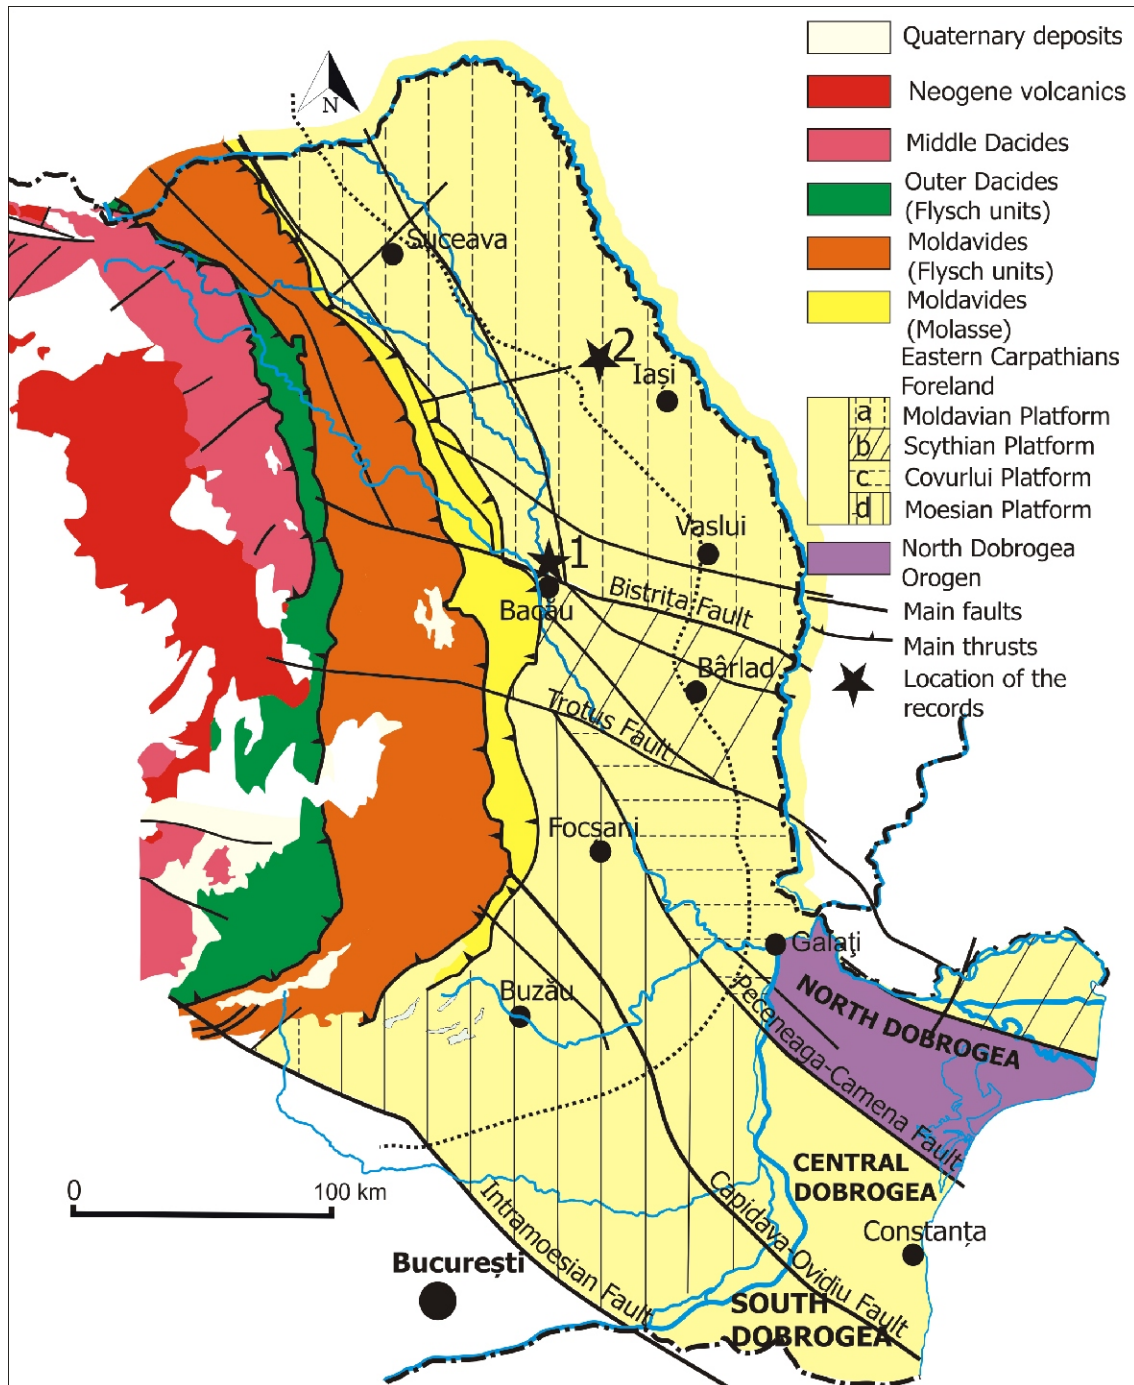 Quaternary deposits
Neogene volcanics
Middle Dacides
Outer Dacides
(Flysch units)
Moldavides
(Flysch units)
Moldavides
(Molasse)
Eastern Carpathians
Foreland
a Moldavian Platform
b Scythian Platform
c Covurlui Platform
d Moesian Platform
North Dobrogea
Orogen
Main faults
Main thrusts
Location of the
records
N
Suceava
2
Iași
Vaslui
1
Bacău
Bistrița Fault
Bârlad
Trotus Fault
Focșani
Galaţi
Buzău
NORTH DOBROGEA
Peceneaga-Camena Fault
CENTRAL
DOBROGEA
Constanța
Capidava-Ovidiu Fault
SOUTH
DOBROGEA
Intramoesian Fault
București
0
100 km